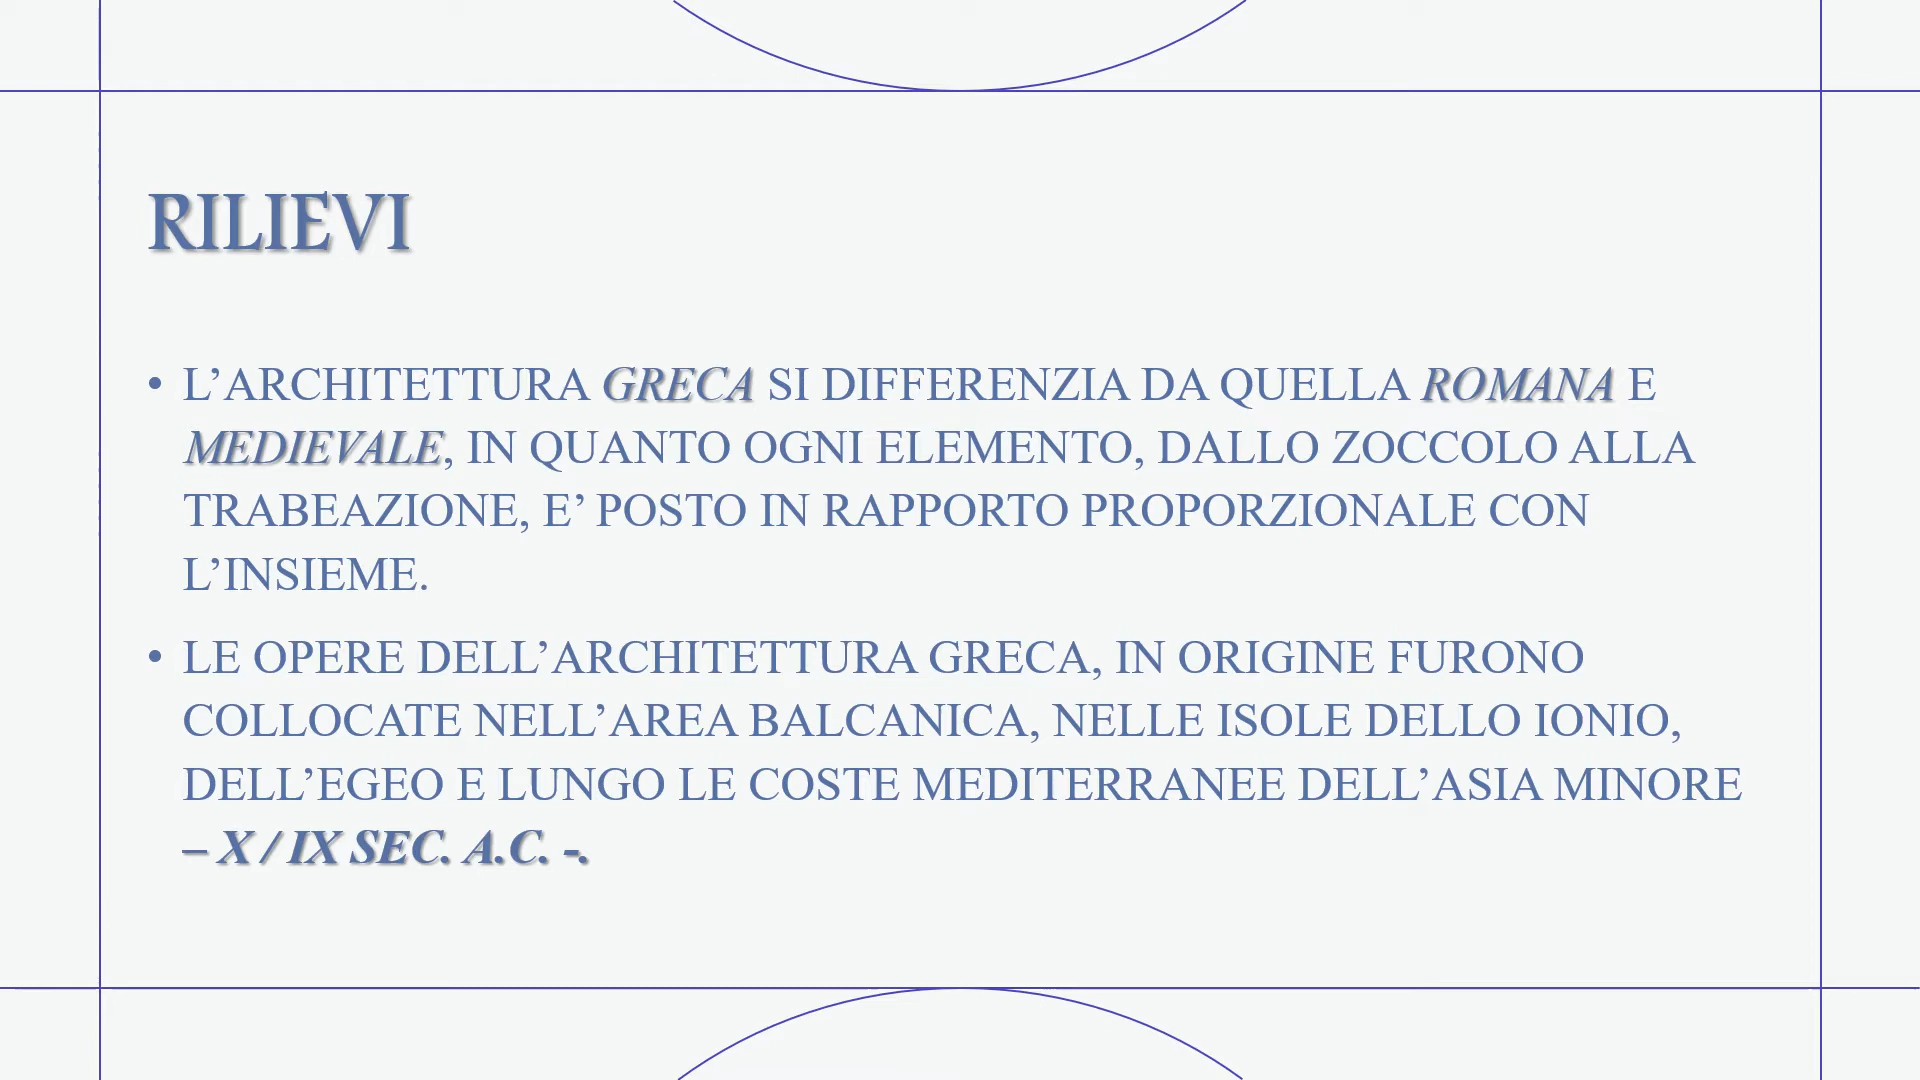 RILIEVI
• L’ARCHITETTURA GRECA SI DIFFERENZIA DA QUELLA ROMANA E
MEDIEVALE, IN QUANTO OGNI ELEMENTO, DALLO ZOCCOLO ALLA
TRABEAZIONE, E’ POSTO IN RAPPORTO PROPORZIONALE CON
L’INSIEME.
• LE OPERE DELL’ARCHITETTURA GRECA, IN ORIGINE FURONO
COLLOCATE NELL’AREA BALCANICA, NELLE ISOLE DELLO IONIO,
DELL’EGEO E LUNGO LE COSTE MEDITERRANEE DELL’ASIA MINORE
– X / IX SEC. A.C. -.